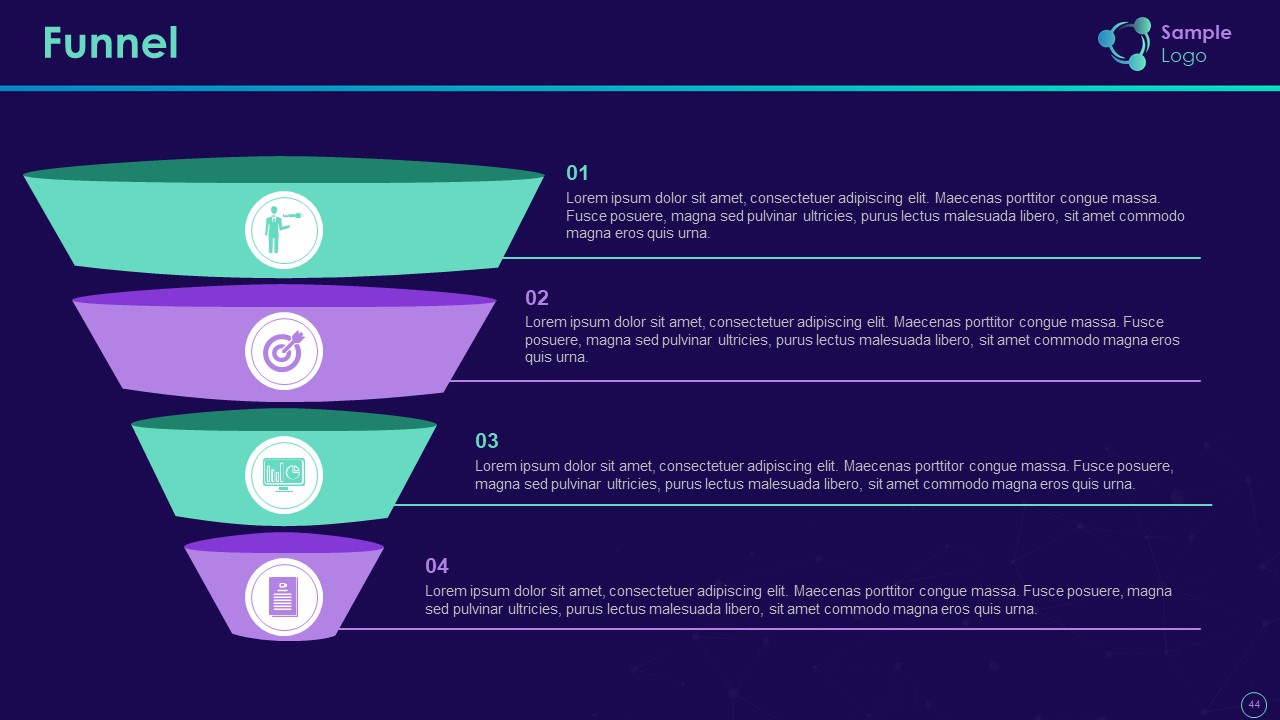 Funnel
Sample
Logo
01
Lorem ipsum dolor sit amet, consectetuer adipiscing elit. Maecenas porttitor congue massa.
Fusce posuere, magna sed pulvinar ultricies, purus lectus malesuada libero, sit amet commodo
magna eros quis urna.
02
Lorem ipsum dolor sit amet, consectetuer adipiscing elit. Maecenas porttitor congue massa. Fusce
posuere, magna sed pulvinar ultricies, purus lectus malesuada libero, sit amet commodo magna eros
quis urna.
03
Lorem ipsum dolor sit amet, consectetuer adipiscing elit. Maecenas porttitor congue massa. Fusce posuere,
magna sed pulvinar ultricies, purus lectus malesuada libero, sit amet commodo magna eros quis urna.
04
Lorem ipsum dolor sit amet, consectetuer adipiscing elit. Maecenas porttitor congue massa. Fusce posuere, magna
sed pulvinar ultricies, purus lectus malesuada libero, sit amet commodo magna eros quis urna.
44